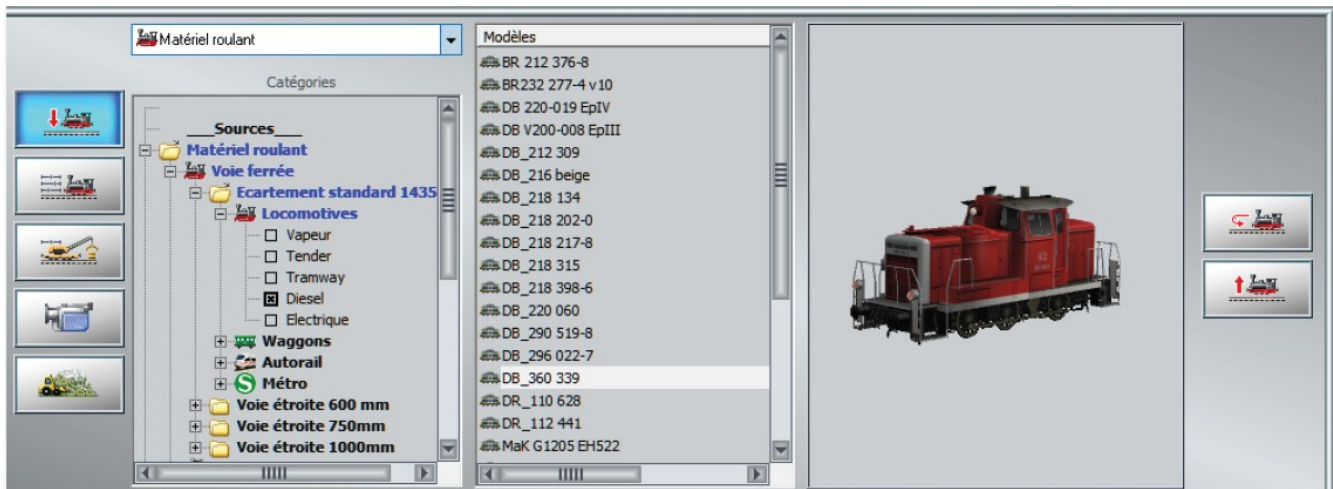 Matériel roulant
Catégories
___Sources___
Matériel roulant
Voie ferrée
Ecartement standard 1435
Locomotives
Vapeur
Tender
Tramway
Diesel
Electrique
Waggons
Autorail
S Métro
Voie étroite 600 mm
Voie étroite 750mm
Voie étroite 1000mm
Modèles
BR 212 376-8
BR232 277-4 v10
DB 220-019 EpIV
DB V200-008 EpIII
DB_212 309
DB_216 beige
DB_218 134
DB_218 202-0
DB_218 217-8
DB_218 315
DB_218 398-6
DB_220 060
DB_290 519-8
DB_296 022-7
DB_360 339
DR_110 628
DR_112 441
MaK G1205 EH522